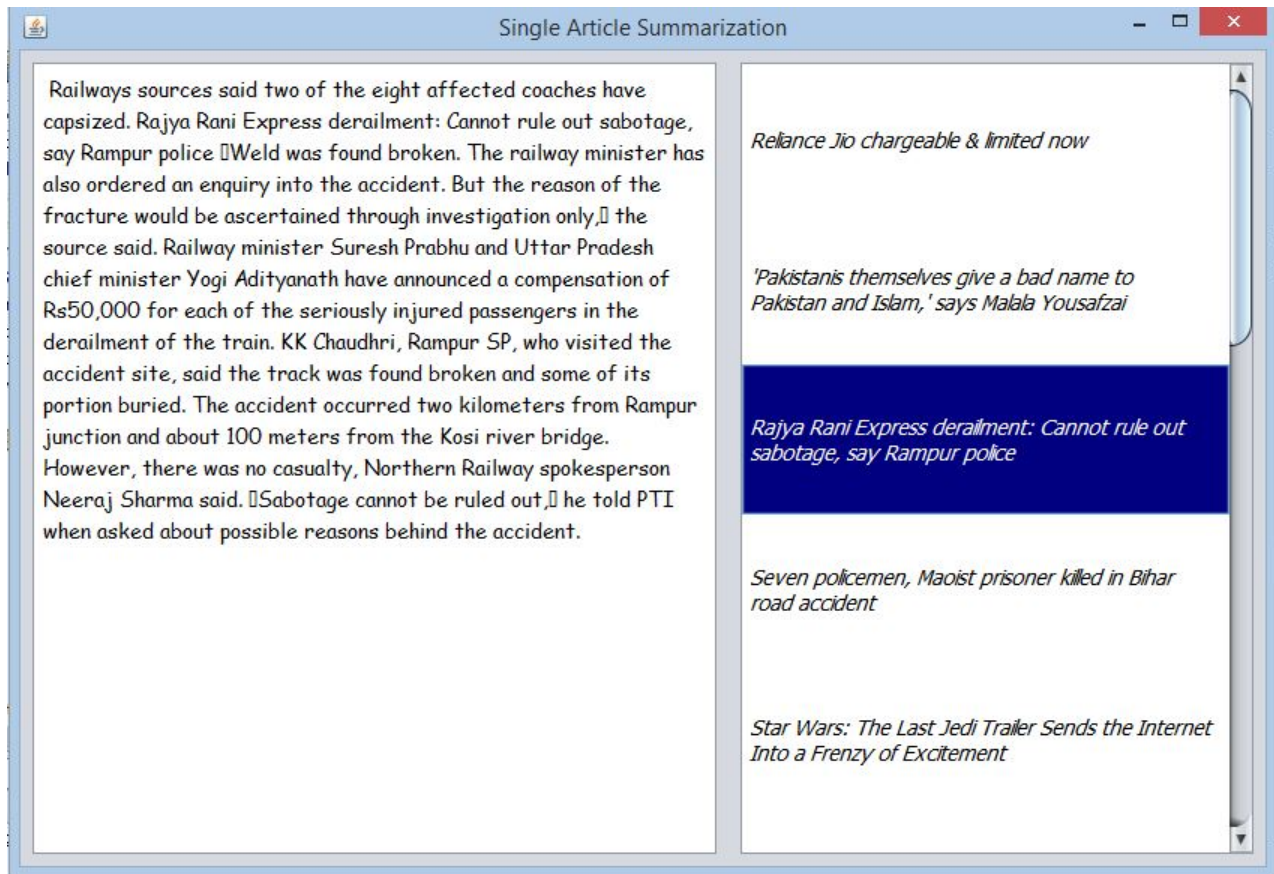 Single Article Summarization
Railways sources said two of the eight affected coaches have
capsized. Rajya Rani Express derailment: Cannot rule out sabotage,
say Rampur police ▯Weld was found broken. The railway minister has
also ordered an enquiry into the accident. But the reason of the
fracture would be ascertained through investigation only,▯ the
source said. Railway minister Suresh Prabhu and Uttar Pradesh
chief minister Yogi Adityanath have announced a compensation of
Rs50,000 for each of the seriously injured passengers in the
derailment of the train. KK Chaudhri, Rampur SP, who visited the
accident site, said the track was found broken and some of its
portion buried. The accident occurred two kilometers from Rampur
junction and about 100 meters from the Kosi river bridge.
However, there was no casualty, Northern Railway spokesperson
Neeraj Sharma said. ▯Sabotage cannot be ruled out,▯ he told PTI
when asked about possible reasons behind the accident.
Reliance Jio chargeable & limited now
'Pakistanis themselves give a bad name to
Pakistan and Islam,' says Malala Yousafzai
Rajya Rani Express derailment: Cannot rule out
sabotage, say Rampur police
Seven policemen, Maoist prisoner killed in Bihar
road accident
Star Wars: The Last Jedi Trailer Sends the Internet
Into a Frenzy of Excitement